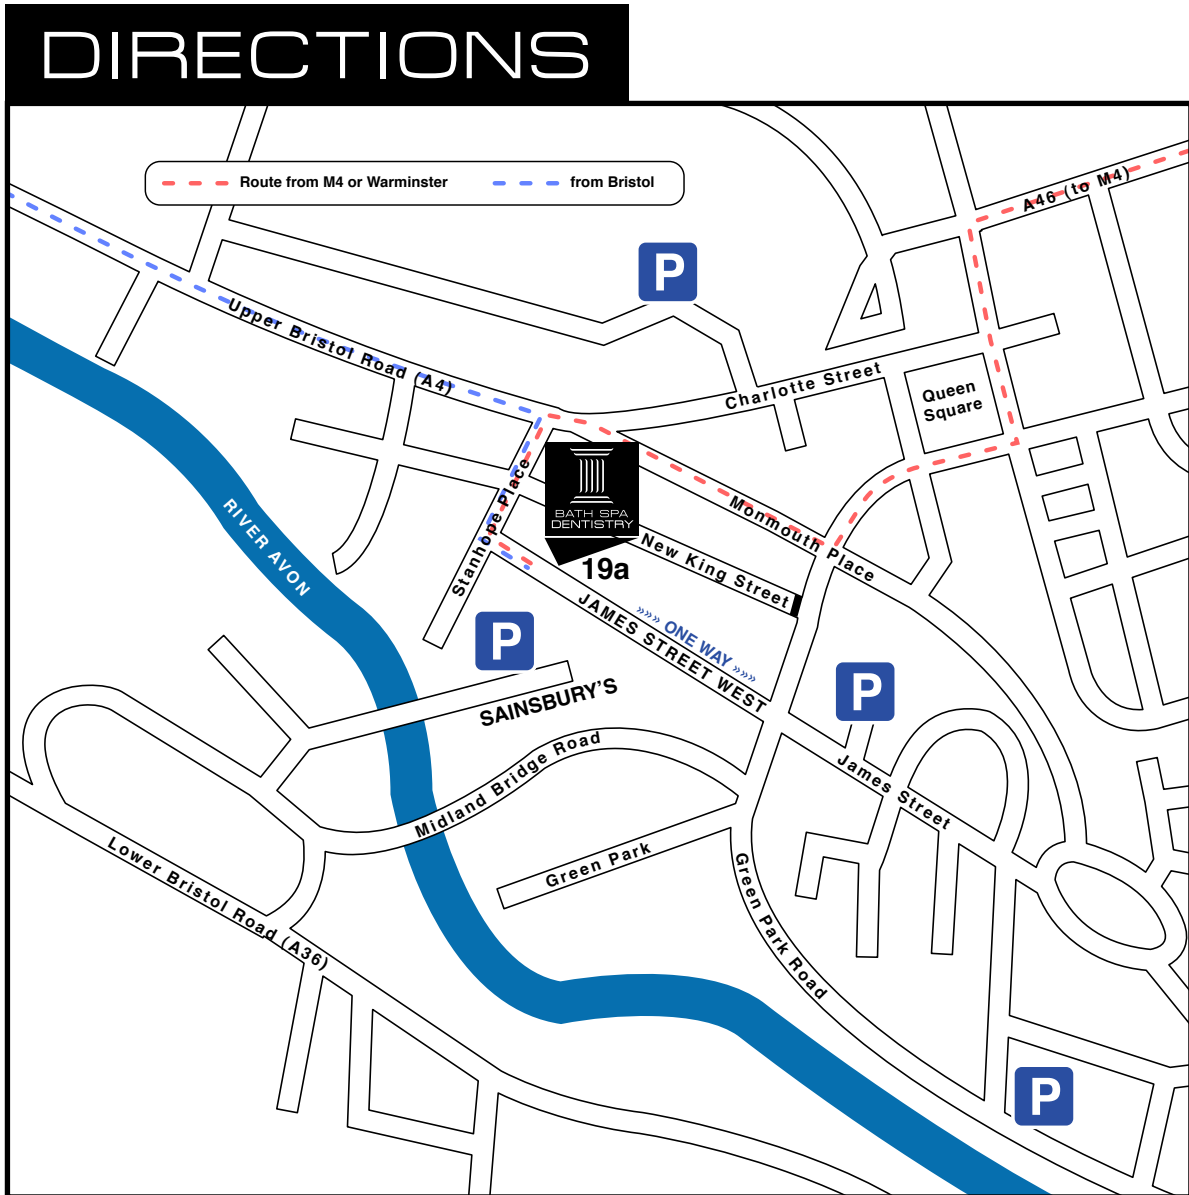 DIRECTIONS
Route from M4 or Warminster
from Bristol
A46 (to M4)
P
Upper Bristol Road (A4)
Charlotte Street
Queen
Square
BATH SPA
DENTISTRY
19a
Stanhope Place
Monmouth Place
New King Street
RIVER AVON
»»» ONE WAY »»»
JAMES STREET WEST
P
P
SAINSBURY'S
Midland Bridge Road
James Street
Green Park
Lower Bristol Road (A36)
Green Park Road
P